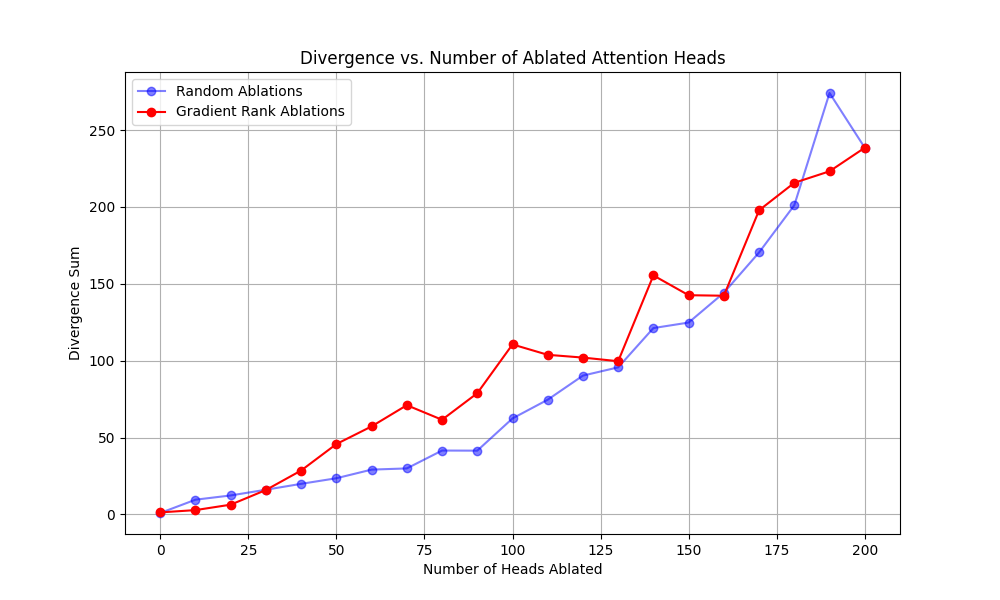 Divergence vs. Number of Ablated Attention Heads
Random Ablations
Gradient Rank Ablations
250
200
150
100
50
0
Divergence Sum
0 25 50 75 100 125 150 175 200
Number of Heads Ablated